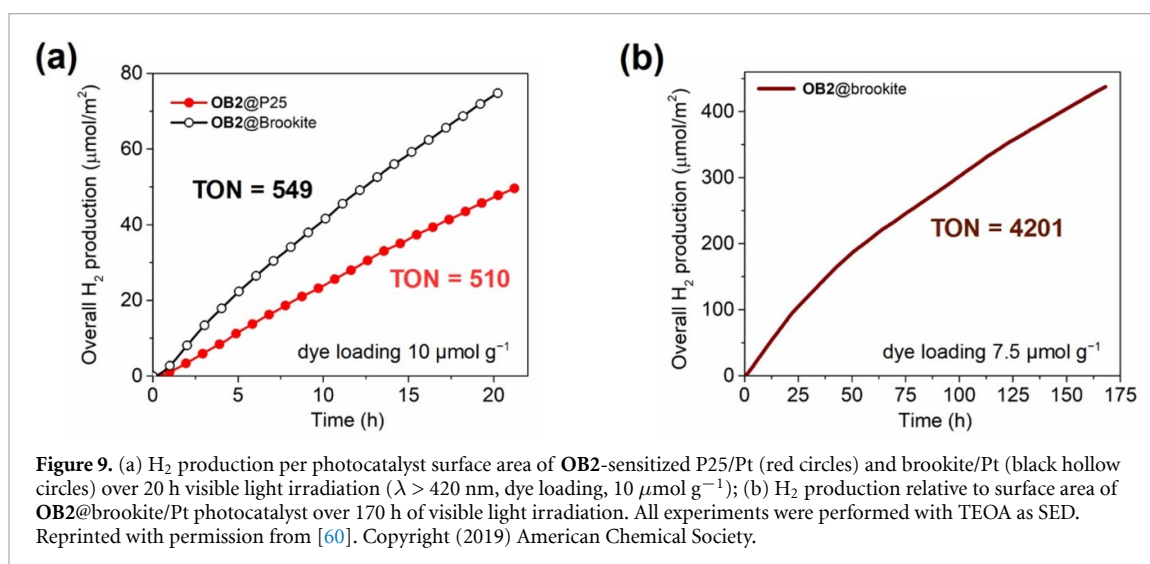 (a)
80
60
40
20
0
Overall H₂ production (μmol/m²)
OB2@P25
OB2@Brookite
TON = 549
TON = 510
dye loading 10 μmol g⁻¹
0 5 10 15 20
Time (h)
(b)
400
300
200
100
0
Overall H₂ production (μmol/m²)
OB2@brookite
TON = 4201
dye loading 7.5 μmol g⁻¹
0 25 50 75 100 125 150 175
Time (h)
Figure 9. (a) H₂ production per photocatalyst surface area of OB2-sensitized P25/Pt (red circles) and brookite/Pt (black hollow
circles) over 20 h visible light irradiation (λ > 420 nm, dye loading, 10 μmol g⁻¹); (b) H₂ production relative to surface area of
OB2@brookite/Pt photocatalyst over 170 h of visible light irradiation. All experiments were performed with TEOA as SED.
Reprinted with permission from [60]. Copyright (2019) American Chemical Society.